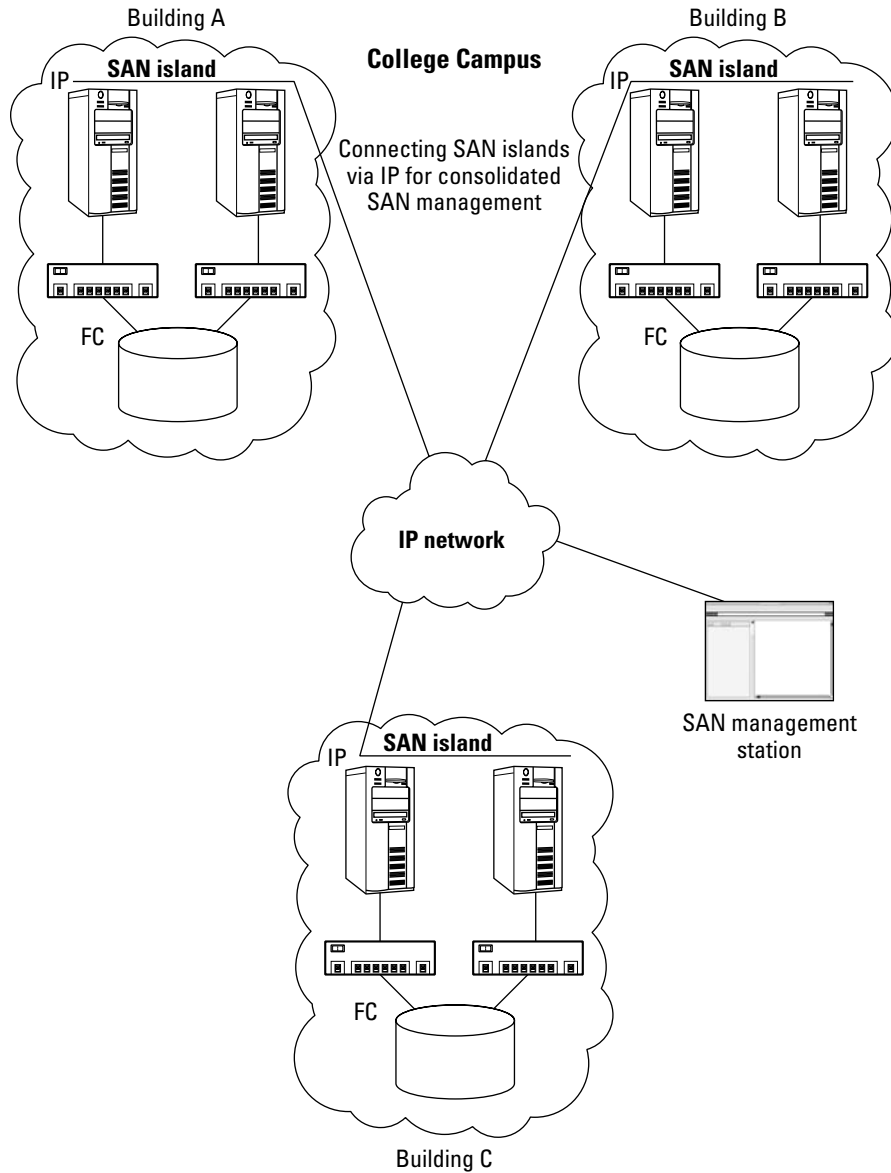 Building A
Building B
College Campus
IP
SAN island
IP
SAN island
Connecting SAN islands
via IP for consolidated
SAN management
FC
FC
IP network
SAN management
station
IP
SAN island
FC
Building C